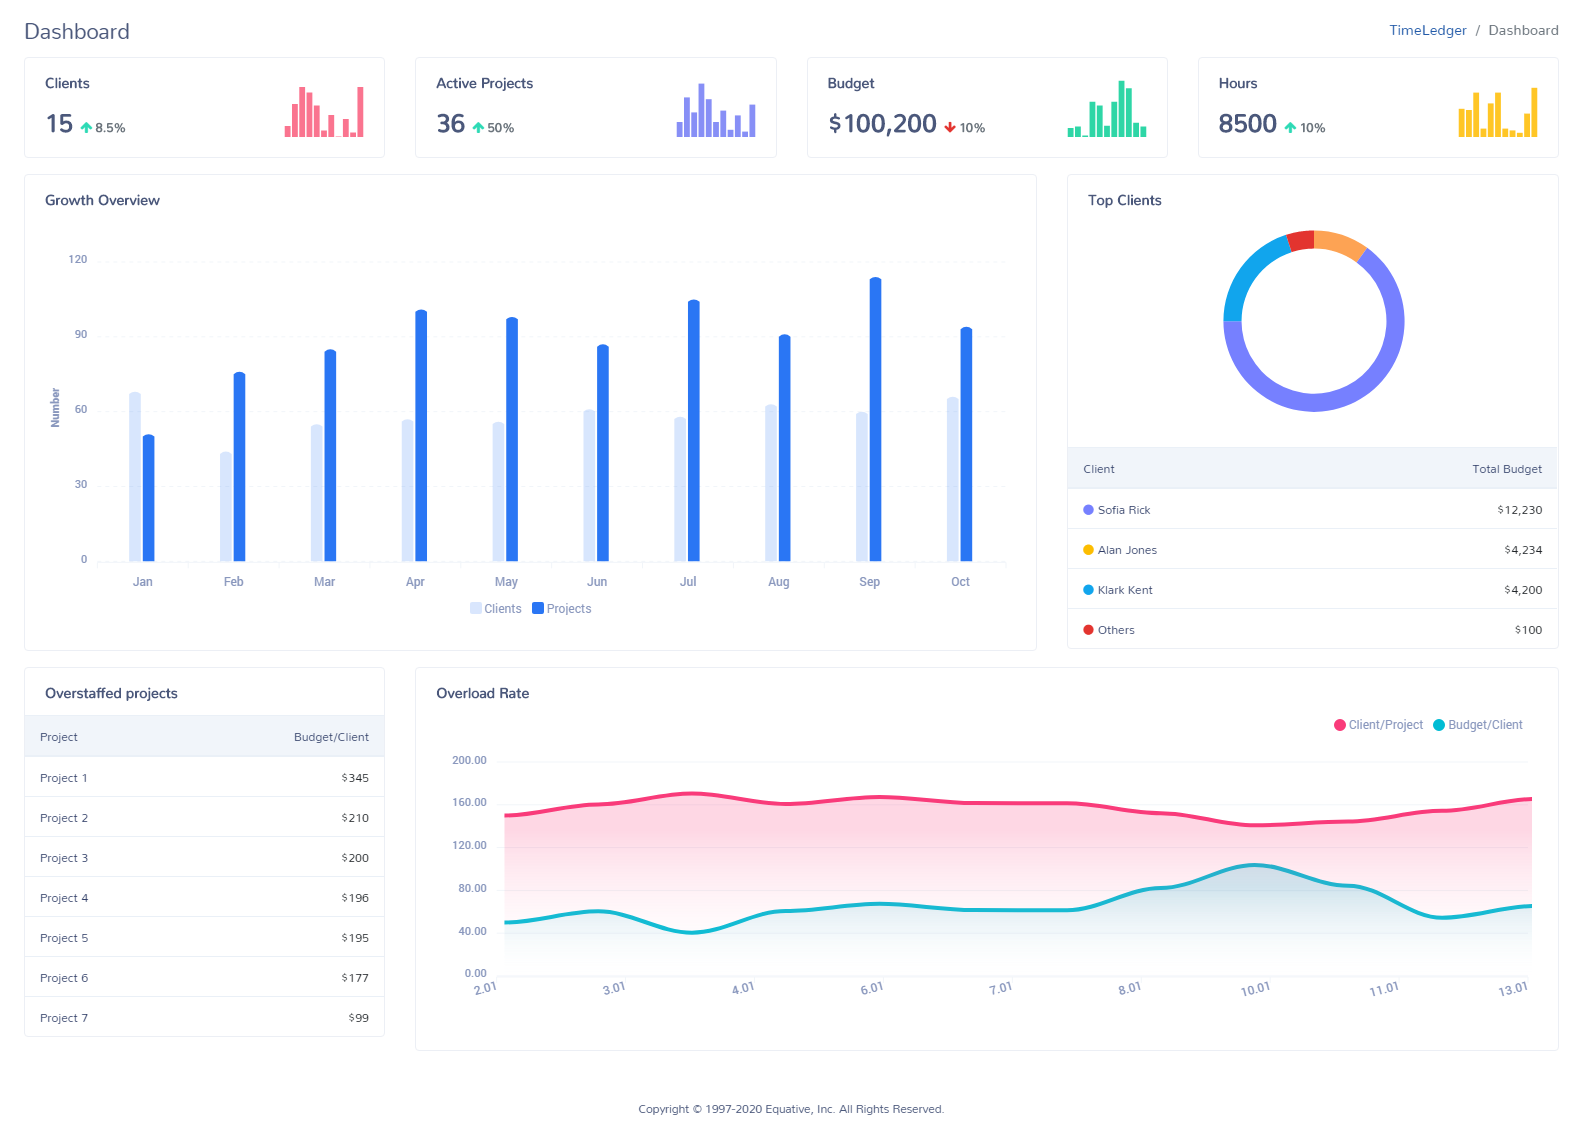 Dashboard
TimeLedger / Dashboard
Clients
15 8.5%
Active Projects
36 50%
Budget
$100,200 10%
Hours
8500 10%
Growth Overview
120
90
60
30
0
Number
Jan Feb Mar Apr May Jun Jul Aug Sep Oct
Clients Projects
Top Clients
Client Total Budget
Sofia Rick $12,230
Alan Jones $4,234
Klark Kent $4,200
Others $100
Overstaffed projects
Project Budget/Client
Project 1 $345
Project 2 $210
Project 3 $200
Project 4 $196
Project 5 $195
Project 6 $177
Project 7 $99
Overload Rate
Client/Project Budget/Client
200.00
160.00
120.00
80.00
40.00
0.00
2.01 3.01 4.01 6.01 7.01 8.01 10.01 11.01 13.01
Copyright © 1997-2020 Equative, Inc. All Rights Reserved.